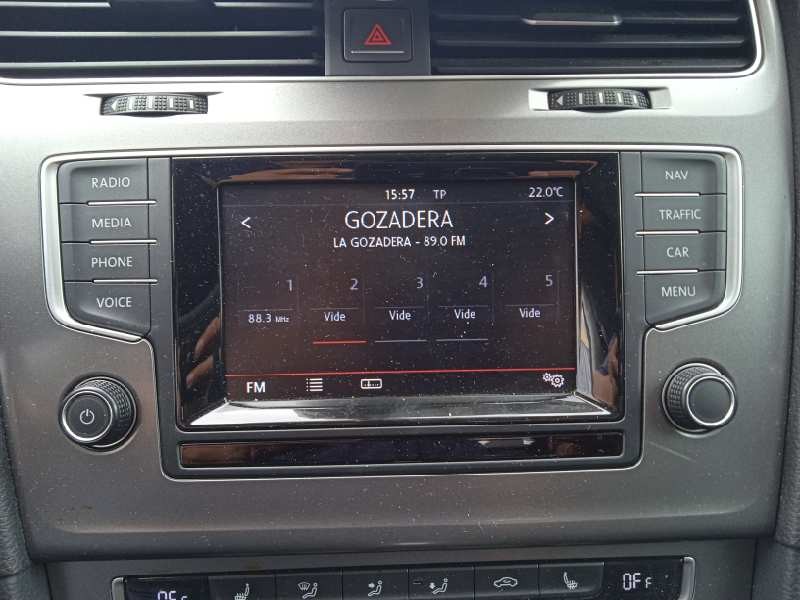 15:57 TP 22.0°C
RADIO
MEDIA
PHONE
VOICE
< GOZADERA >
LA GOZADERA - 89.0 FM
1 2 3 4 5
88.3 MHz Vide Vide Vide Vide
FM
NAV
TRAFFIC
CAR
MENU
OFF OFF